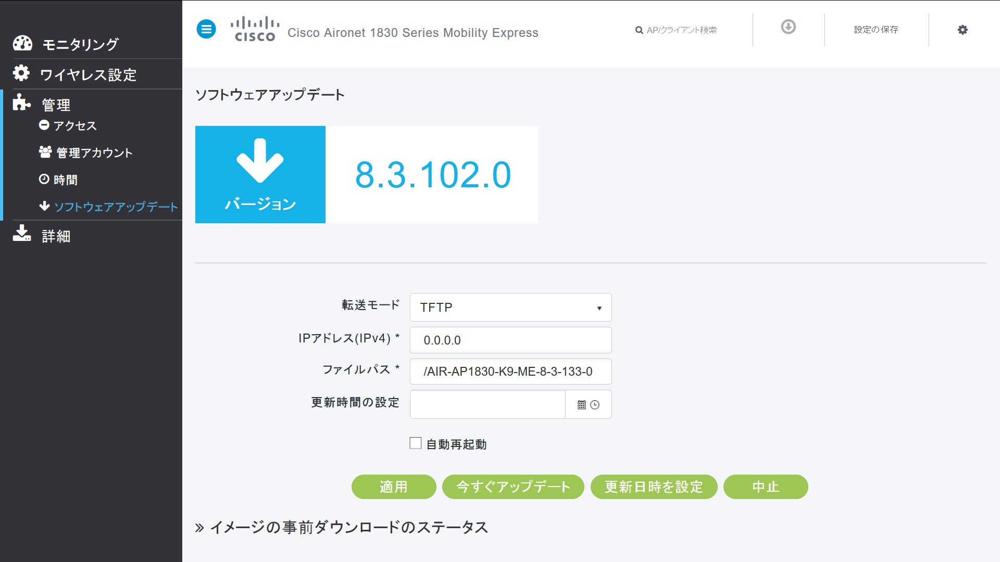 モニタリング
ワイヤレス設定
管理
アクセス
管理アカウント
時間
ソフトウェアアップデート
詳細
CISCO
Cisco Aironet 1830 Series Mobility Express
AP/クライアント検索
設定の保存
ソフトウェアアップデート
バージョン
8.3.102.0
転送モード
TFTP
IPアドレス(IPv4) *
0.0.0.0
ファイルパス *
/AIR-AP1830-K9-ME-8-3-133-0
更新時間の設定
自動再起動
適用
今すぐアップデート
更新日時を設定
中止
» イメージの事前ダウンロードのステータス